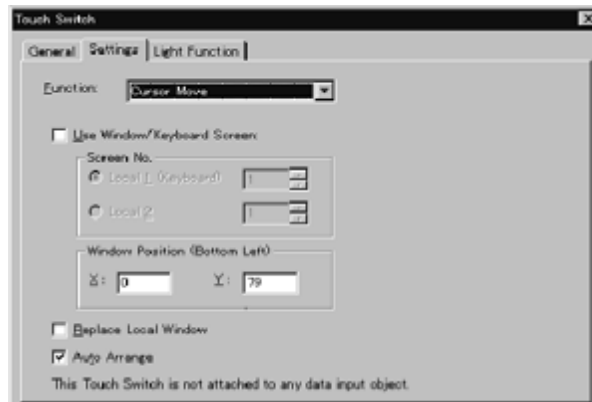 Touch Switch
General Settings Light Function
Function: Cursor Move
Use Window/Keyboard Screen:
Screen No.
Local 1 (Keyboard) 1
Local 2 1
Window Position (Bottom Left)
X: 0 Y: 79
Replace Local Window
Auto Arrange
This Touch Switch is not attached to any data input object.